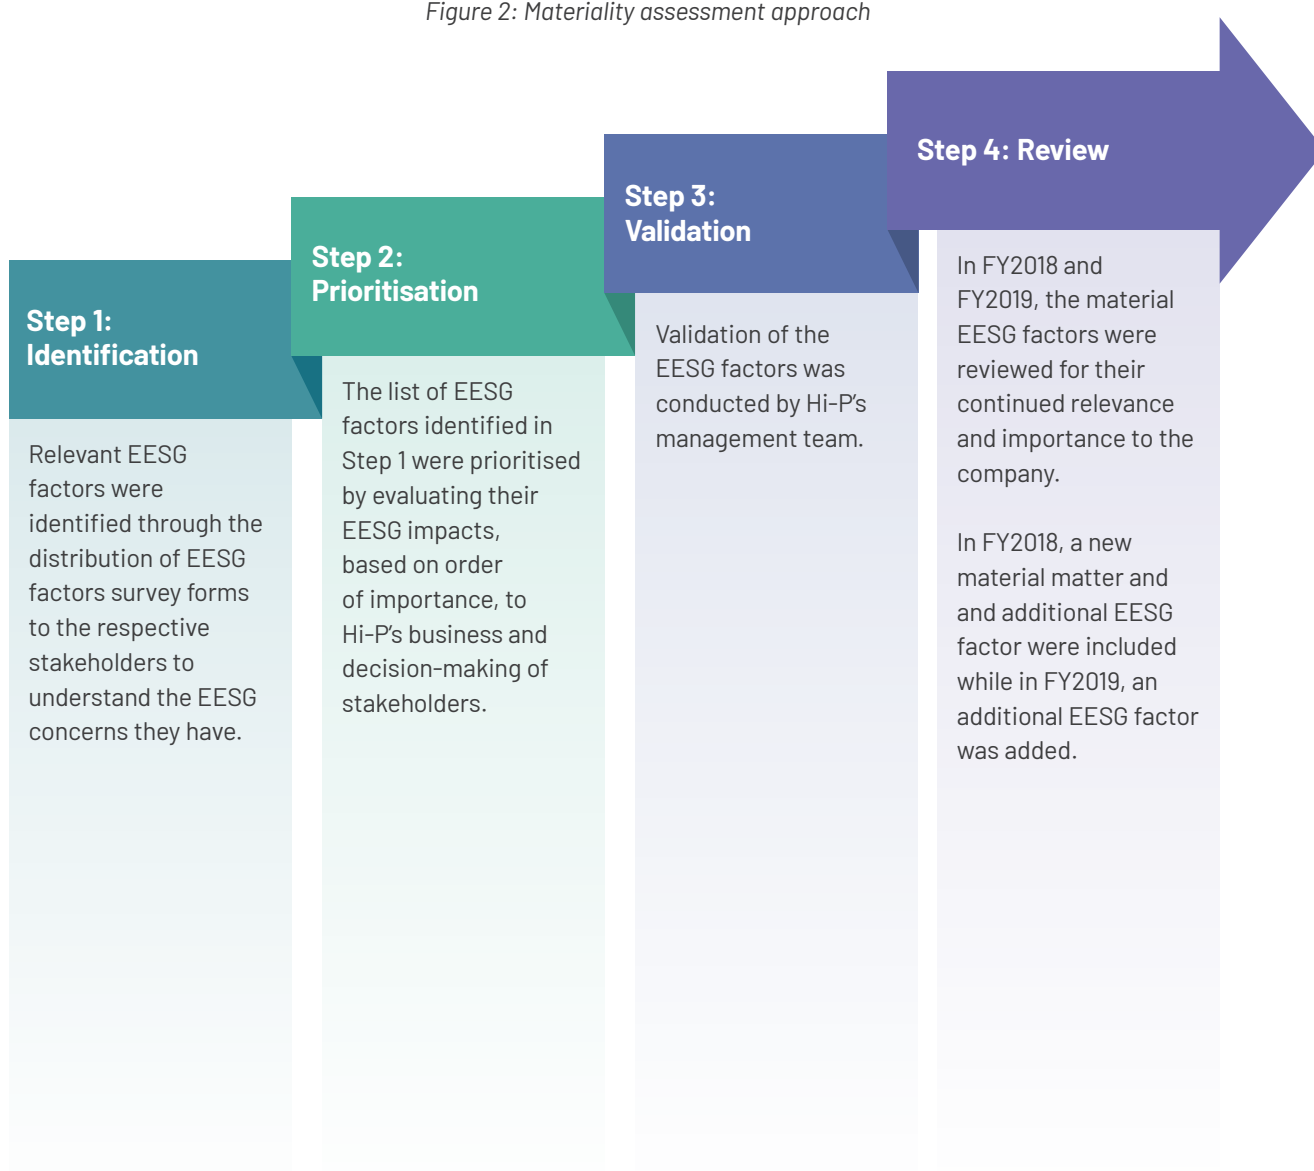 Figure 2: Materiality assessment approach
Step 1:
Identification
Relevant EESG
factors were
identified through the
distribution of EESG
factors survey forms
to the respective
stakeholders to
understand the EESG
concerns they have.
Step 2:
Prioritisation
The list of EESG
factors identified in
Step 1 were prioritised
by evaluating their
EESG impacts,
based on order
of importance, to
Hi-P’s business and
decision-making of
stakeholders.
Step 3:
Validation
Validation of the
EESG factors was
conducted by Hi-P’s
management team.
Step 4: Review
In FY2018 and
FY2019, the material
EESG factors were
reviewed for their
continued relevance
and importance to the
company.
In FY2018, a new
material matter and
and additional EESG
factor were included
while in FY2019, an
additional EESG factor
was added.